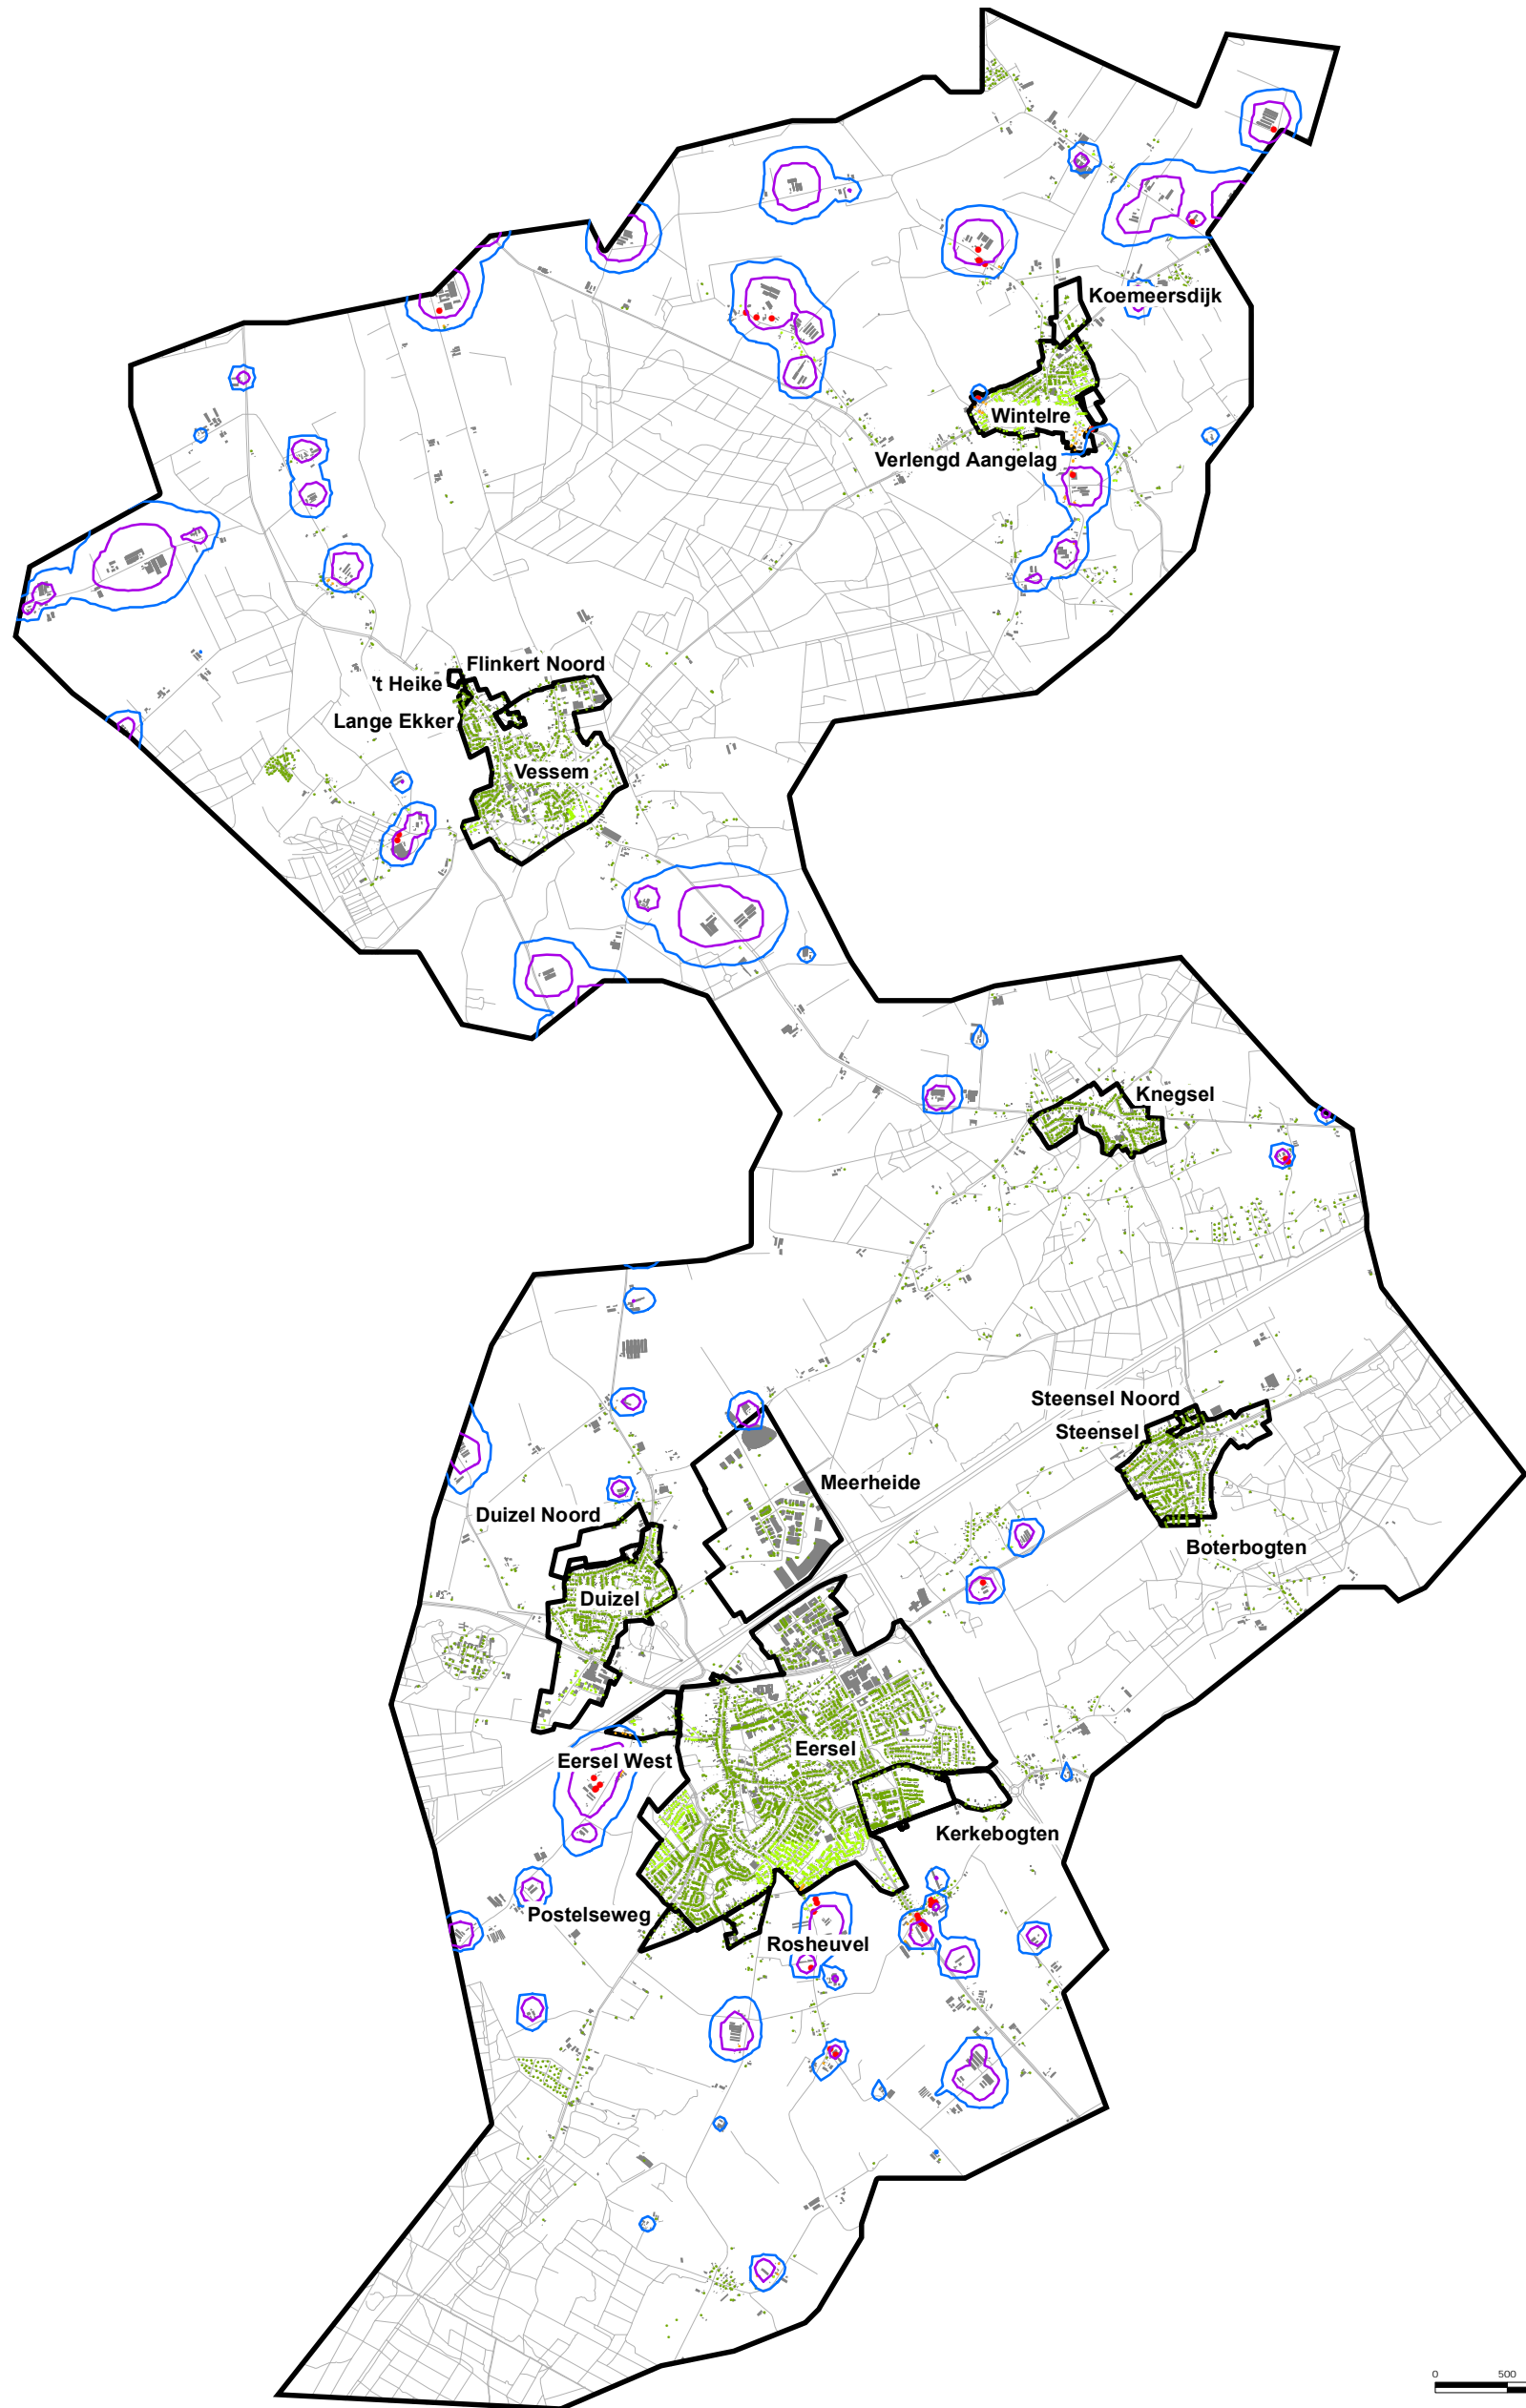 Koemeersdijk
Wintelre
Verlengd Aangelag
Flinkert Noord
't Heike
Lange Ekker
Vessem
Knegsel
Steensel Noord
Steensel
Meerheide
Duizel Noord
Boterbogten
Duizel
Eersel
Eersel West
Kerkebogten
Postelseweg
Rosheuvel
0 500